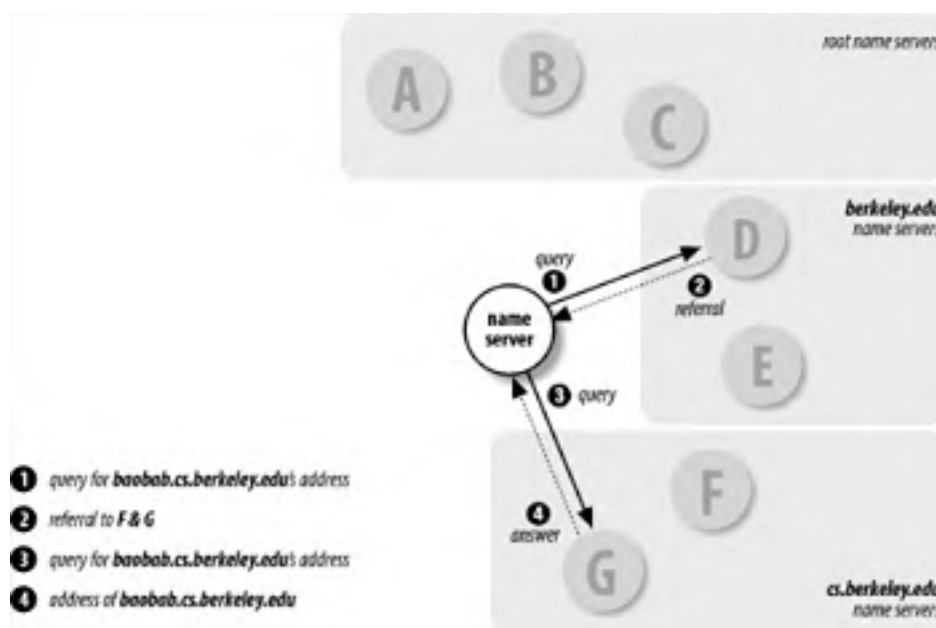 A
B
C
root name servers
berkeley.edu
name servers
D
query
1
2
referral
name
server
E
3 query
F
4
answer
G
cs.berkeley.edu
name servers
1 query for baobab.cs.berkeley.edu's address
2 referral to F & G
3 query for baobab.cs.berkeley.edu's address
4 address of baobab.cs.berkeley.edu